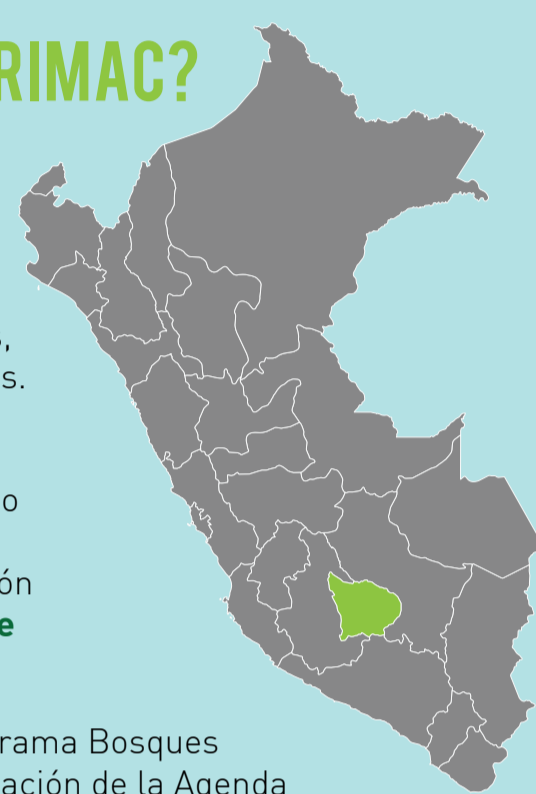 RIMAC?
,
s.
o
ón
e
rama Bosques
ación de la Agenda